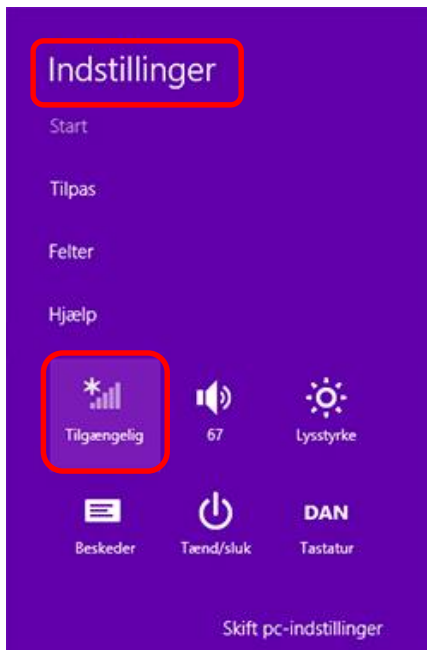 Indstillinger
Start
Tilpas
Felter
Hjælp
Tilgængelig
67
Lysstyrke
Beskeder
Tænd/sluk
DAN
Tastatur
Skift pc-indstillinger